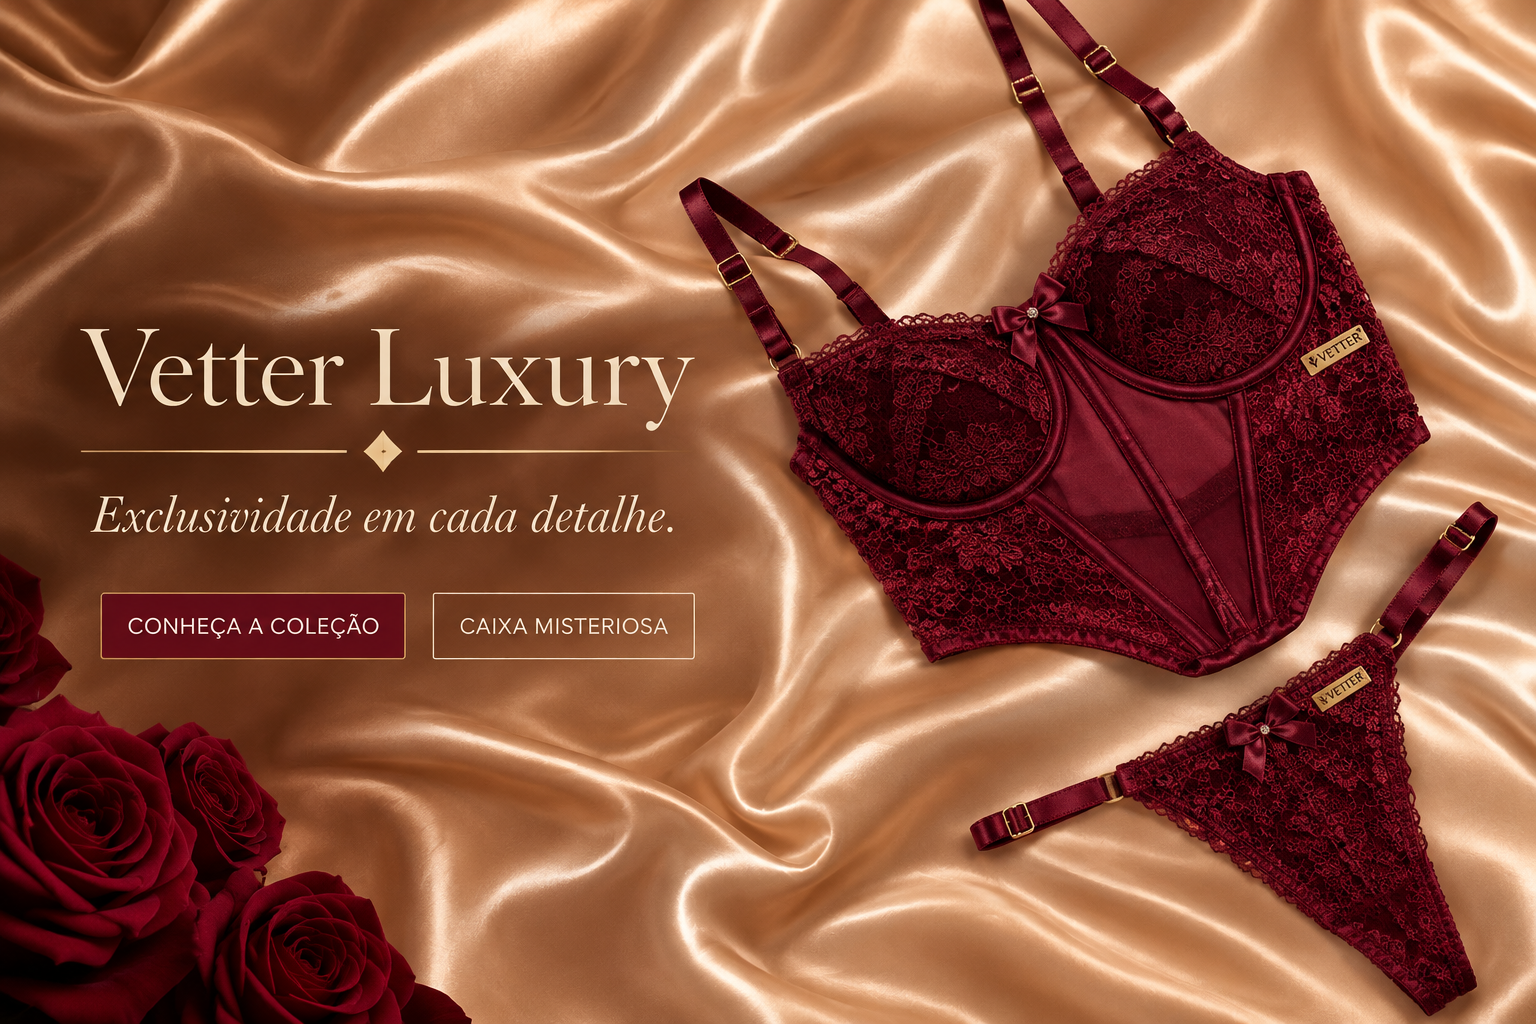 Vetter Luxury
Exclusividade em cada detalhe.
CONHEÇA A COLEÇÃO
CAIXA MISTERIOSA
VETTER
VETTER